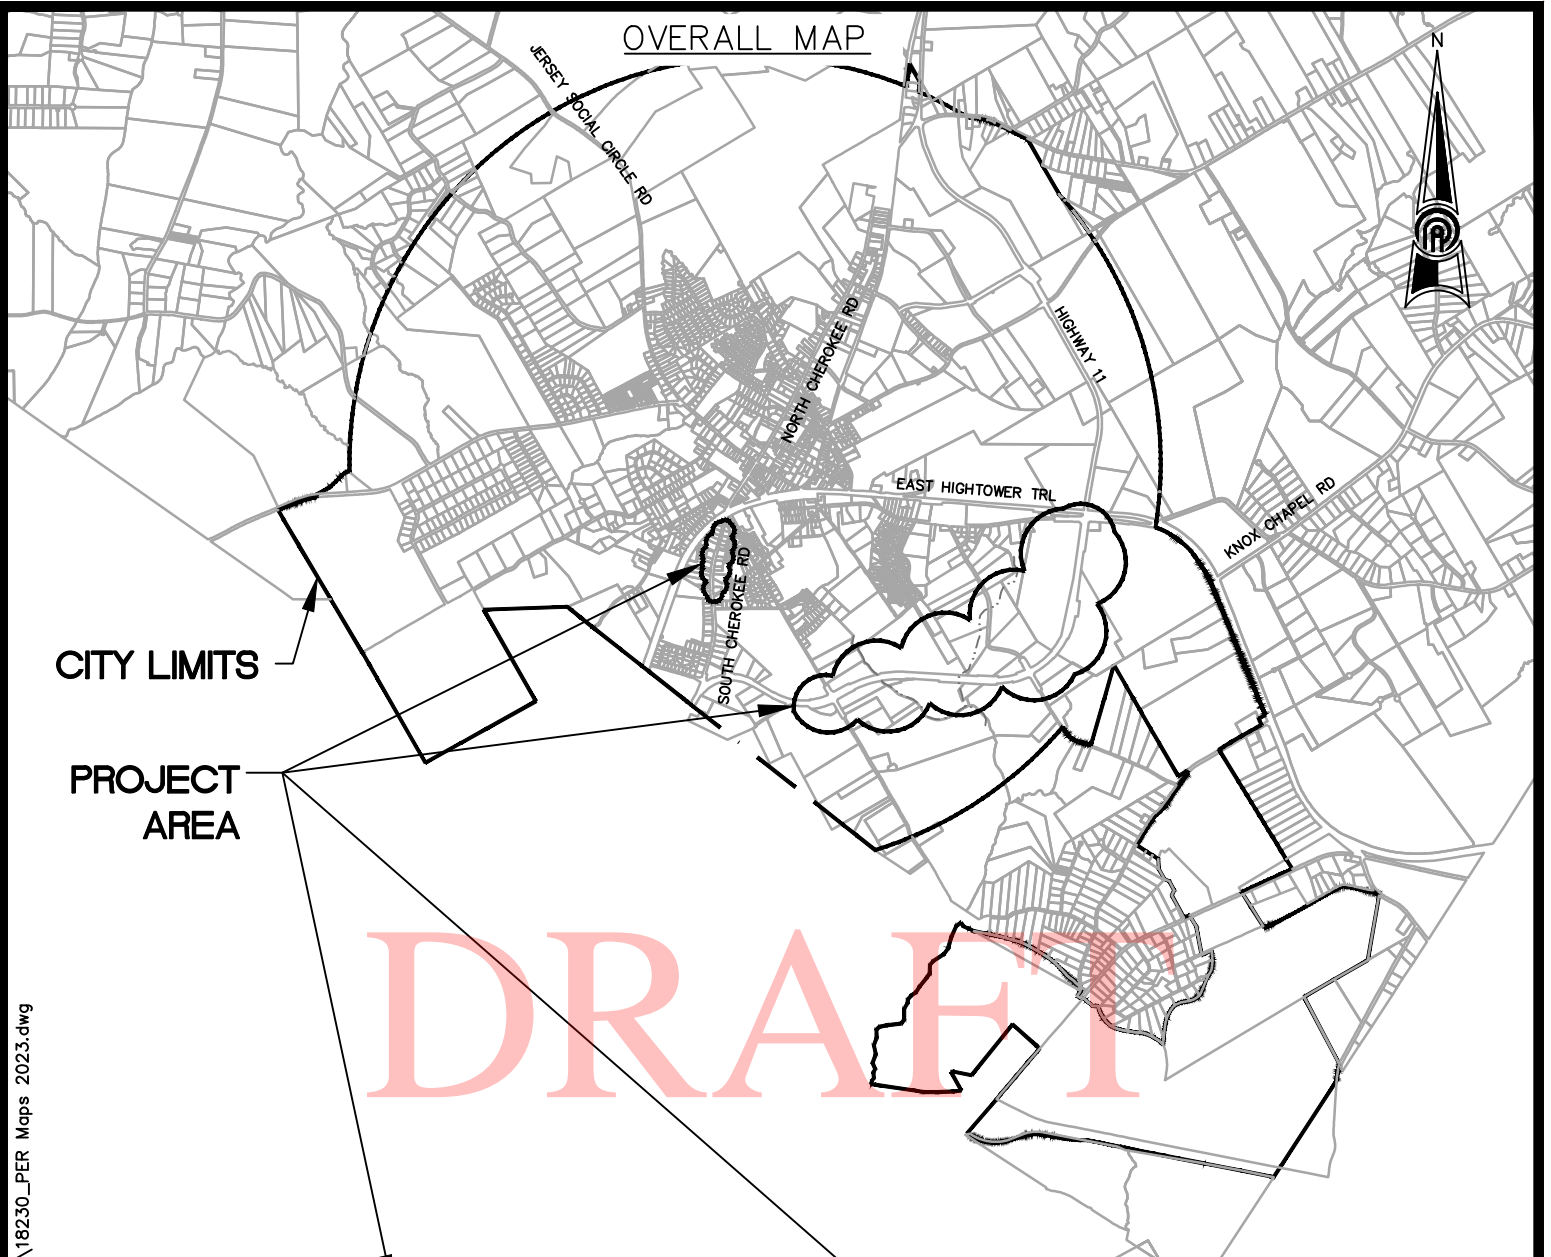 OVERALL MAP
N
JERSEY SOCIAL CIRCLE RD
NORTH CHEROKEE RD
HIGHWAY 11
EAST HIGHTOWER TRL
KNOX CHAPEL RD
SOUTH CHEROKEE RD
CITY LIMITS
PROJECT
AREA
DRAFT
\18230_PER Maps 2023.dwg